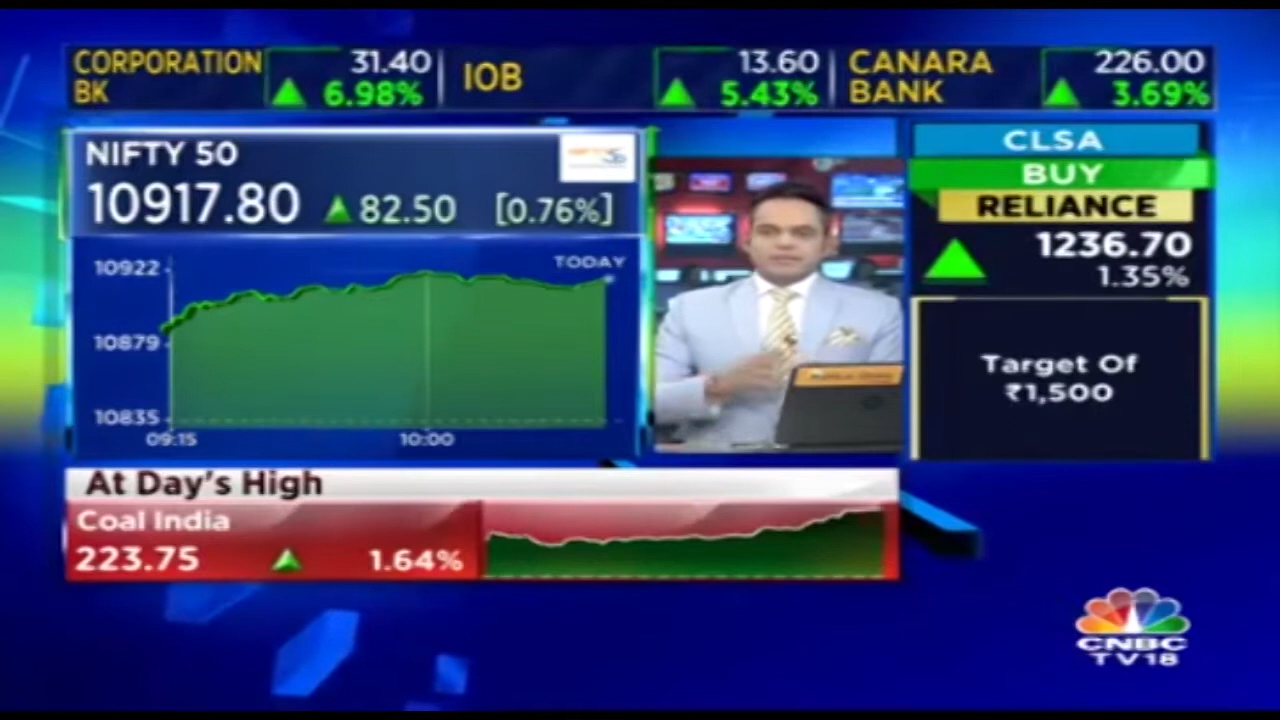 CORPORATION
BK
31.40
6.98%
IOB
13.60
5.43%
CANARA
BANK
226.00
3.69%
NIFTY 50
10917.80
82.50 [0.76%]
TODAY
10922
10879
10835
09:15 10:00
CLSA
BUY
RELIANCE
1236.70
1.35%
Target Of
₹1,500
At Day's High
Coal India
223.75 1.64%
CNBC
TV18